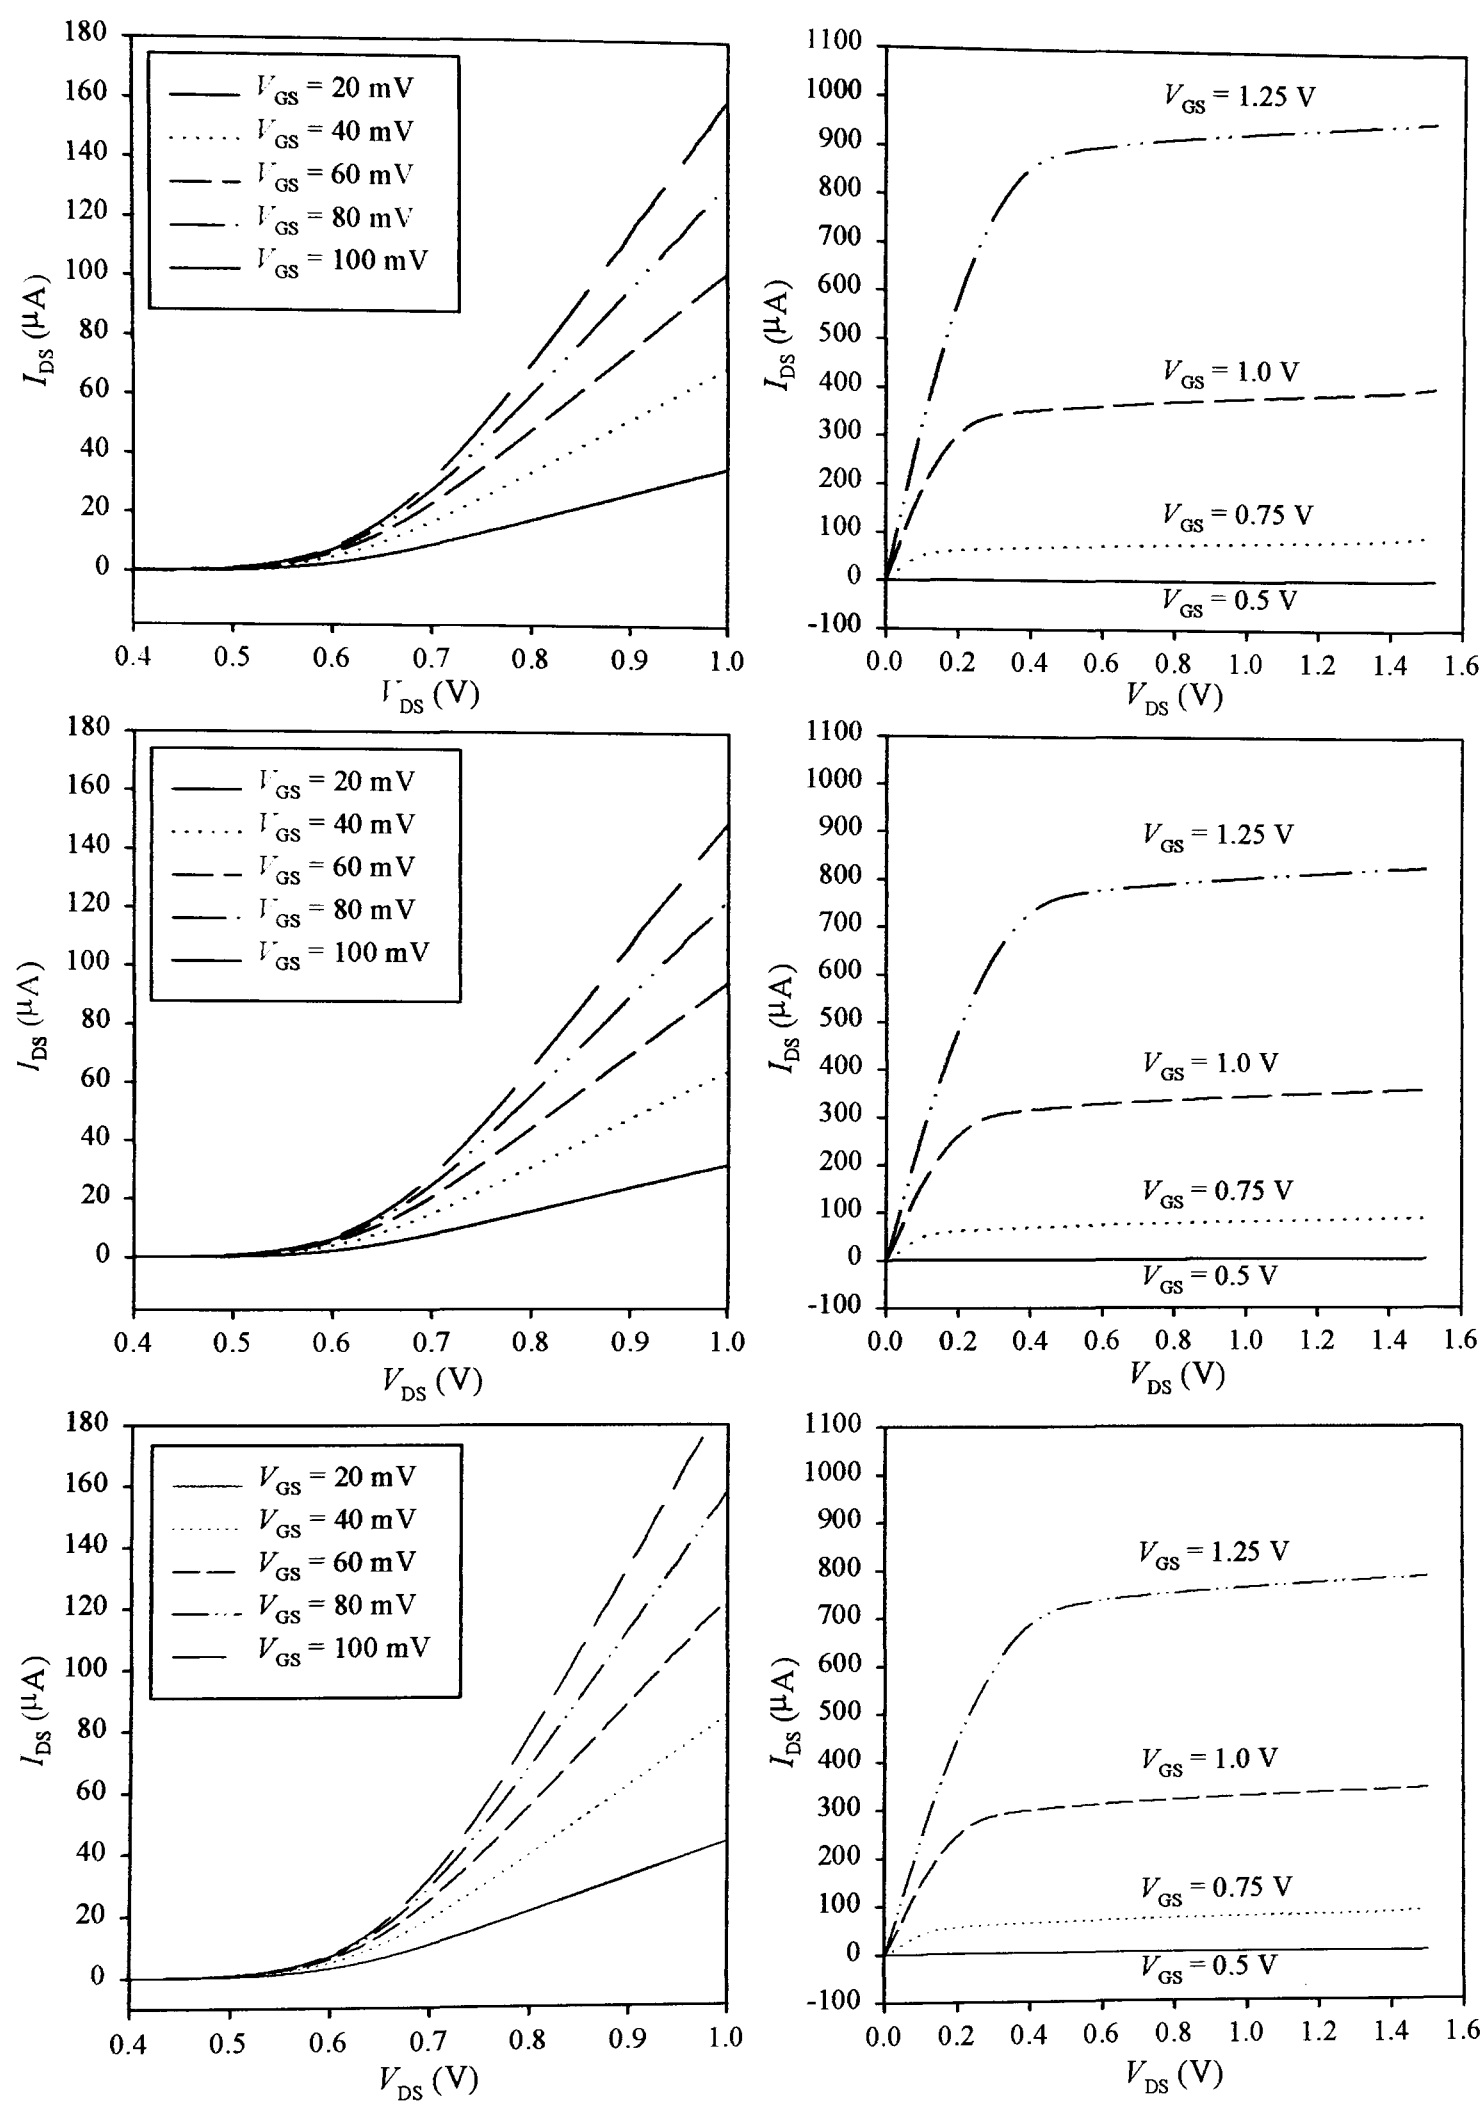 180
160
140
120
100
80
60
40
20
0
I_DS (μA)
V_GS = 20 mV
V_GS = 40 mV
V_GS = 60 mV
V_GS = 80 mV
V_GS = 100 mV
0.4 0.5 0.6 0.7 0.8 0.9 1.0
V_DS (V)
1100
1000
900
800
700
600
500
400
300
200
100
0
-100
I_DS (μA)
V_GS = 1.25 V
V_GS = 1.0 V
V_GS = 0.75 V
V_GS = 0.5 V
0.0 0.2 0.4 0.6 0.8 1.0 1.2 1.4 1.6
V_DS (V)
180
160
140
120
100
80
60
40
20
0
I_DS (μA)
V_GS = 20 mV
V_GS = 40 mV
V_GS = 60 mV
V_GS = 80 mV
V_GS = 100 mV
0.4 0.5 0.6 0.7 0.8 0.9 1.0
V_DS (V)
1100
1000
900
800
700
600
500
400
300
200
100
0
-100
I_DS (μA)
V_GS = 1.25 V
V_GS = 1.0 V
V_GS = 0.75 V
V_GS = 0.5 V
0.0 0.2 0.4 0.6 0.8 1.0 1.2 1.4 1.6
V_DS (V)
180
160
140
120
100
80
60
40
20
0
I_DS (μA)
V_GS = 20 mV
V_GS = 40 mV
V_GS = 60 mV
V_GS = 80 mV
V_GS = 100 mV
0.4 0.5 0.6 0.7 0.8 0.9 1.0
V_DS (V)
1100
1000
900
800
700
600
500
400
300
200
100
0
-100
I_DS (μA)
V_GS = 1.25 V
V_GS = 1.0 V
V_GS = 0.75 V
V_GS = 0.5 V
0.0 0.2 0.4 0.6 0.8 1.0 1.2 1.4 1.6
V_DS (V)